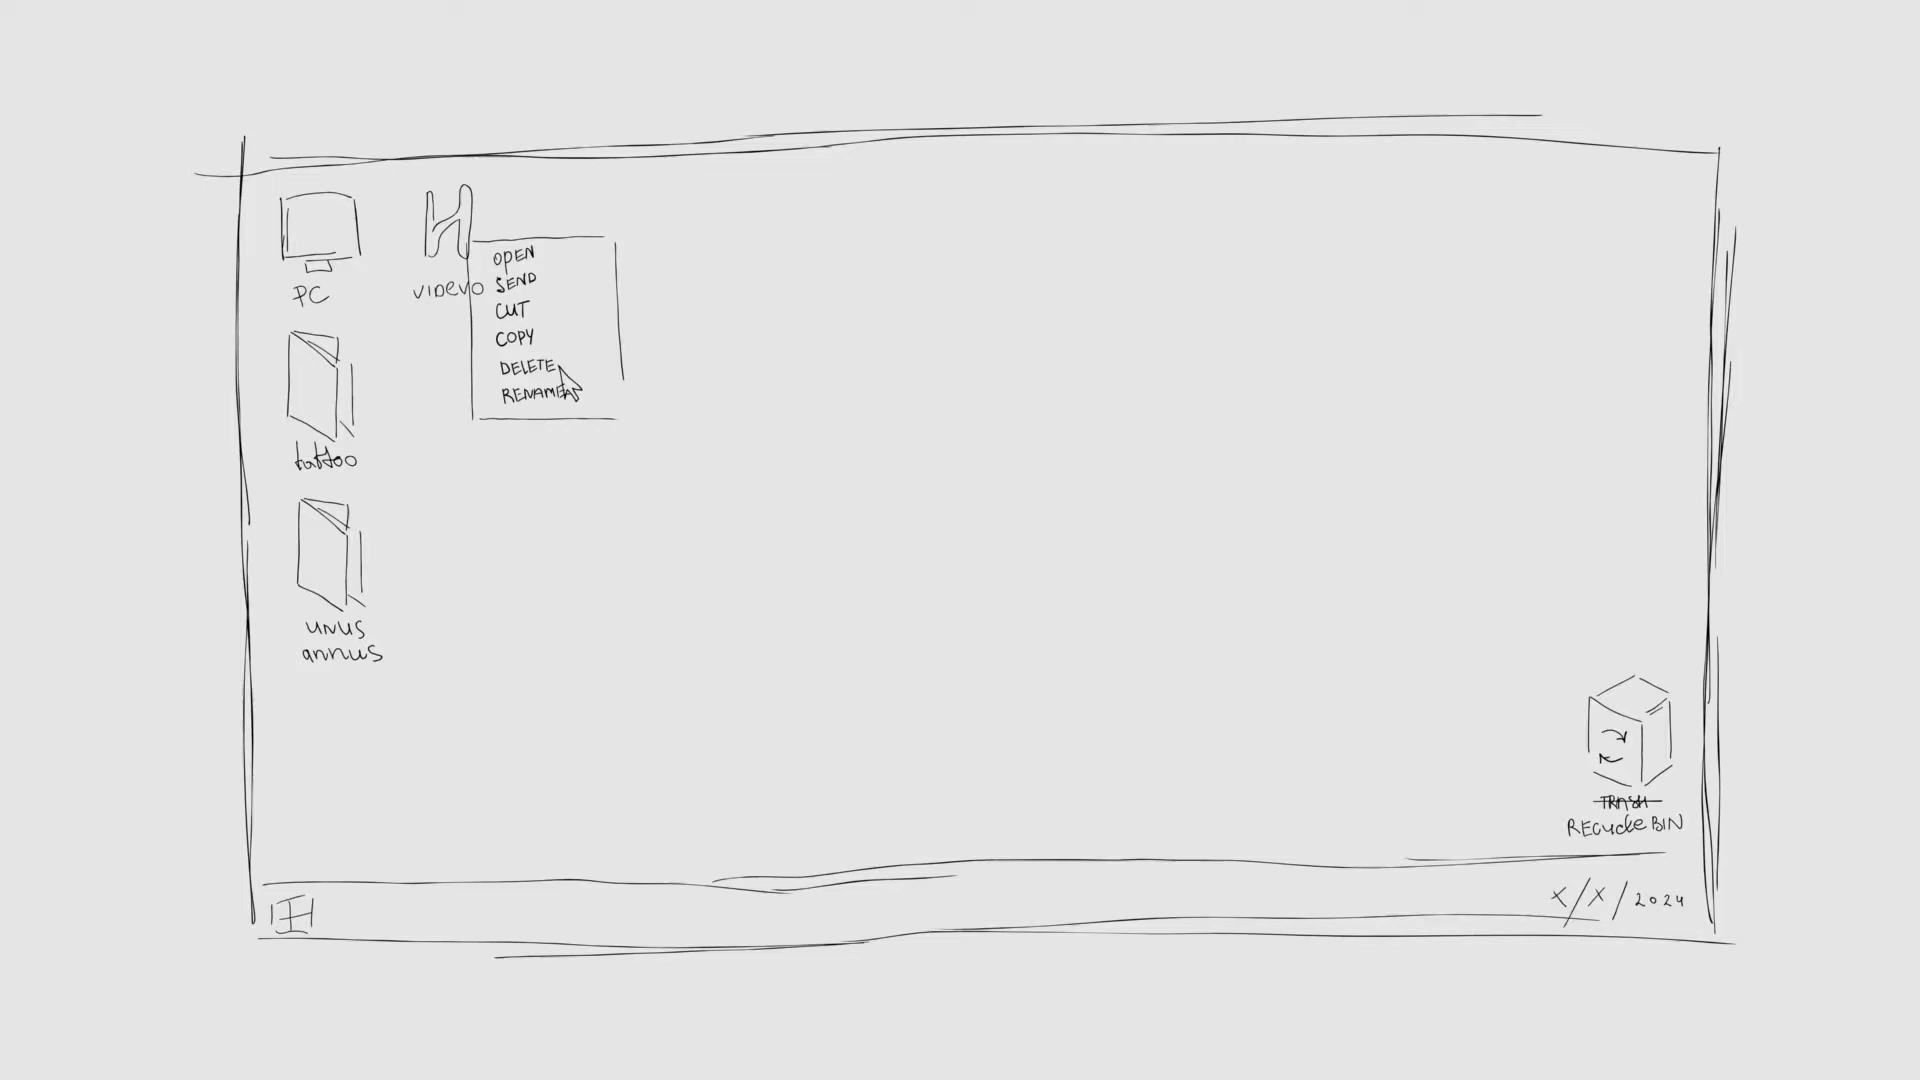 PC
VIDEVO
OPEN
SEND
CUT
COPY
DELETE
RENAME
tattoo
unus
annus
TRASH
RECycle BIN
X/X/2024